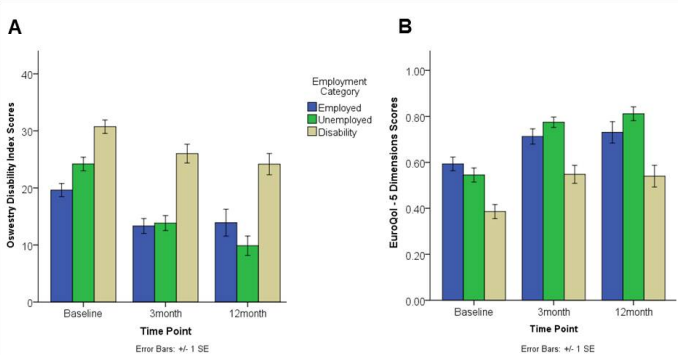 A
Oswestry Disability Index Scores
40
30
20
10
0
Baseline
3month
12month
Time Point
Error Bars: +/- 1 SE
Employment
Category
Employed
Unemployed
Disability
B
EuroQol - 5 Dimensions Scores
1.00
0.80
0.60
0.40
0.20
0.00
Baseline
3month
12month
Time Point
Error Bars: +/- 1 SE